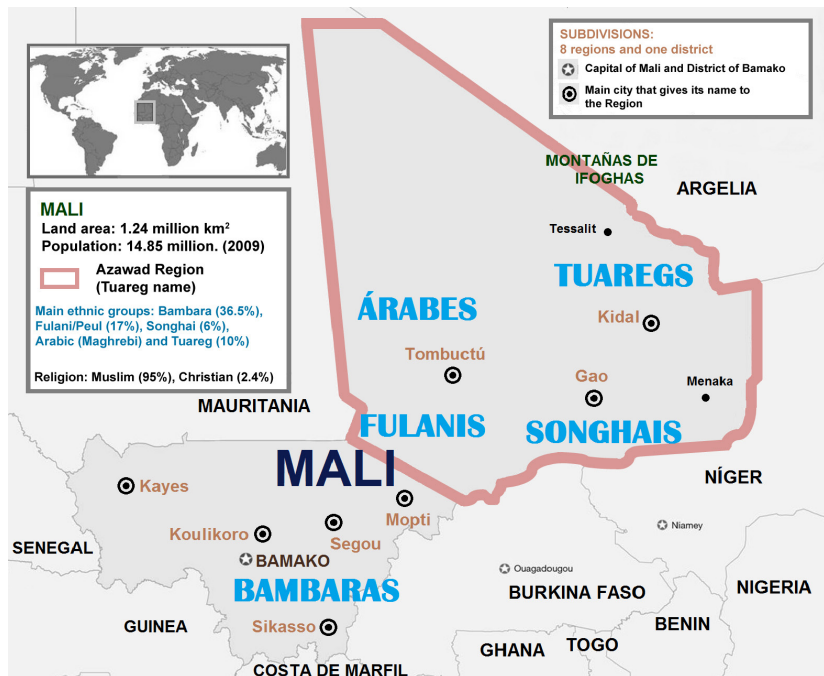 SUBDIVISIONS:
8 regions and one district
Capital of Mali and District of Bamako
Main city that gives its name to
the Region
MONTAÑAS DE
IFOGHAS
ARGELIA
MALI
Land area: 1.24 million km²
Population: 14.85 million. (2009)
Azawad Region
(Tuareg name)
Main ethnic groups: Bambara (36.5%),
Fulani/Peul (17%), Songhai (6%),
Arabic (Maghrebi) and Tuareg (10%)
Religion: Muslim (95%), Christian (2.4%)
Tessalit
TUAREGS
ÁRABES
Kidal
Tombuctú
Gao
Menaka
MAURITANIA
FULANIS
SONGHAIS
MALI
NÍGER
Kayes
Mopti
Koulikoro
Segou
Niamey
SENEGAL
BAMAKO
Ouagadougou
BAMBARAS
BURKINA FASO
NIGERIA
GUINEA
Sikasso
BENIN
GHANA
TOGO
COSTA DE MARFIL